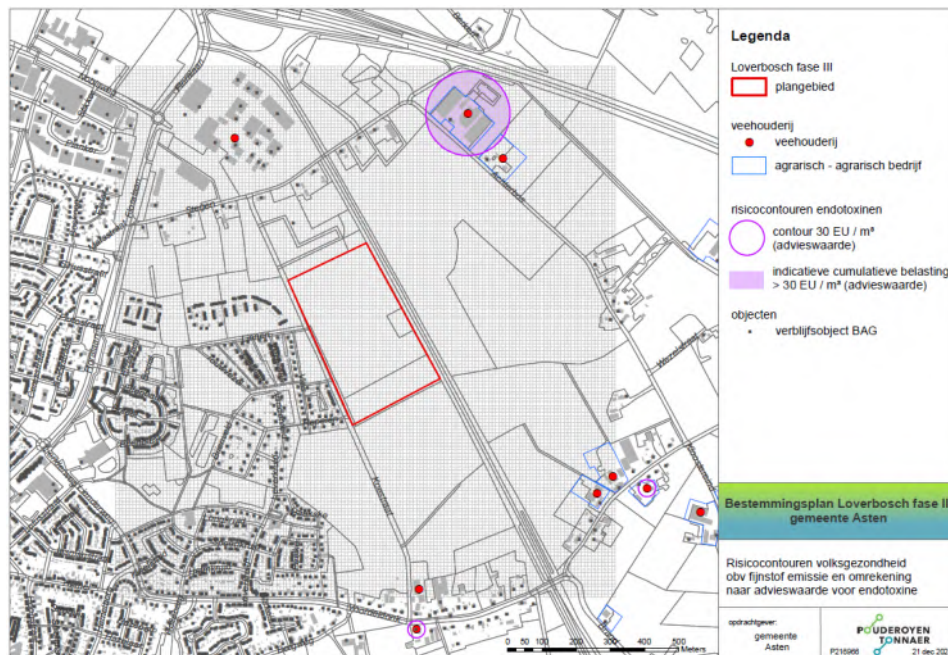 Legenda
Loverbosch fase III
plangebied
veehouderij
veehouderij
agrarisch - agrarisch bedrijf
risicocontouren endotoxinen
contour 30 EU / m³
(advieswaarde)
indicatieve cumulatieve belasting
> 30 EU / m³ (advieswaarde)
objecten
verblijfsobject BAG
Bestemmingsplan Loverbosch fase II
gemeente Asten
Risicocontouren volksgezondheid
obv fijnstof emissie en omrekening
naar advieswaarde voor endotoxine
opdrachtgever:
gemeente
Asten
POUDEROYEN
TONNAER
P216966
21 dec 202
0 50 100 200 300 400 500
Meters